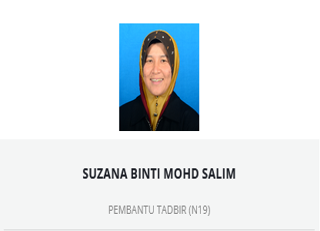 SUZANA BINTI MOHD SALIM
PEMBANTU TADBIR (N19)